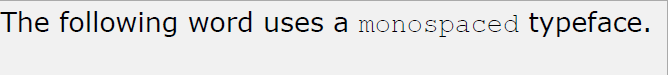 The following word uses a monospaced typeface.